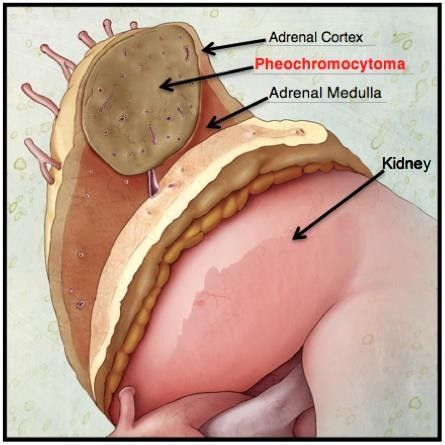 Adrenal Cortex
Pheochromocytoma
Adrenal Medulla
Kidney